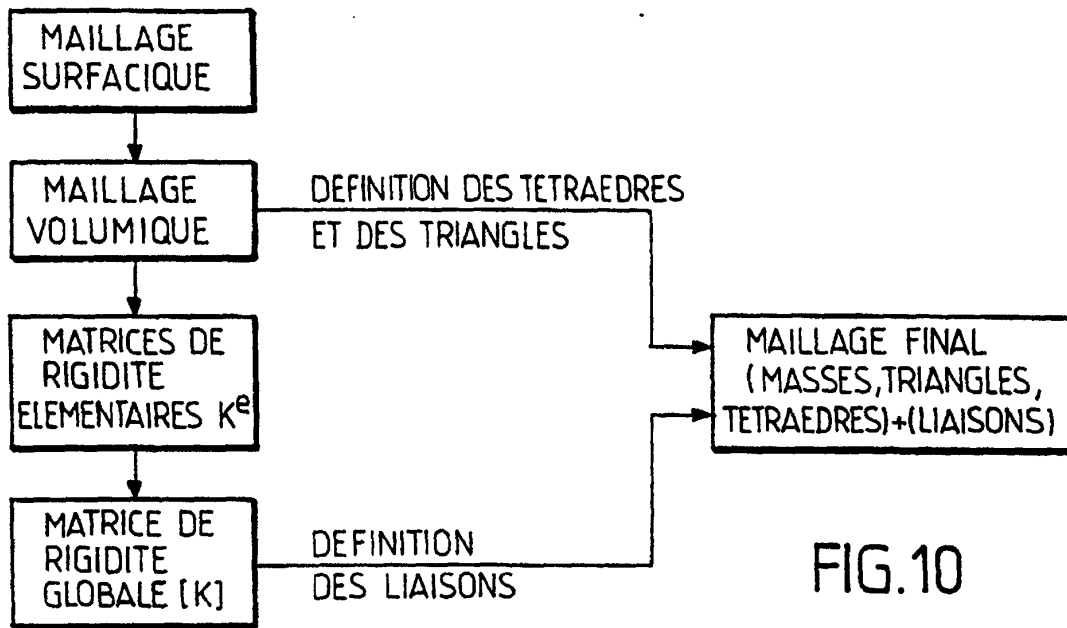 MAILLAGE
SURFACIQUE
MAILLAGE
VOLUMIQUE
DEFINITION DES TETRAEDRES
ET DES TRIANGLES
MATRICES DE
RIGIDITE
ELEMENTAIRES Kᵉ
MAILLAGE FINAL
(MASSES,TRIANGLES,
TETRAEDRES)+(LIAISONS)
MATRICE DE
RIGIDITE
GLOBALE [K]
DEFINITION
DES LIAISONS
FIG.10